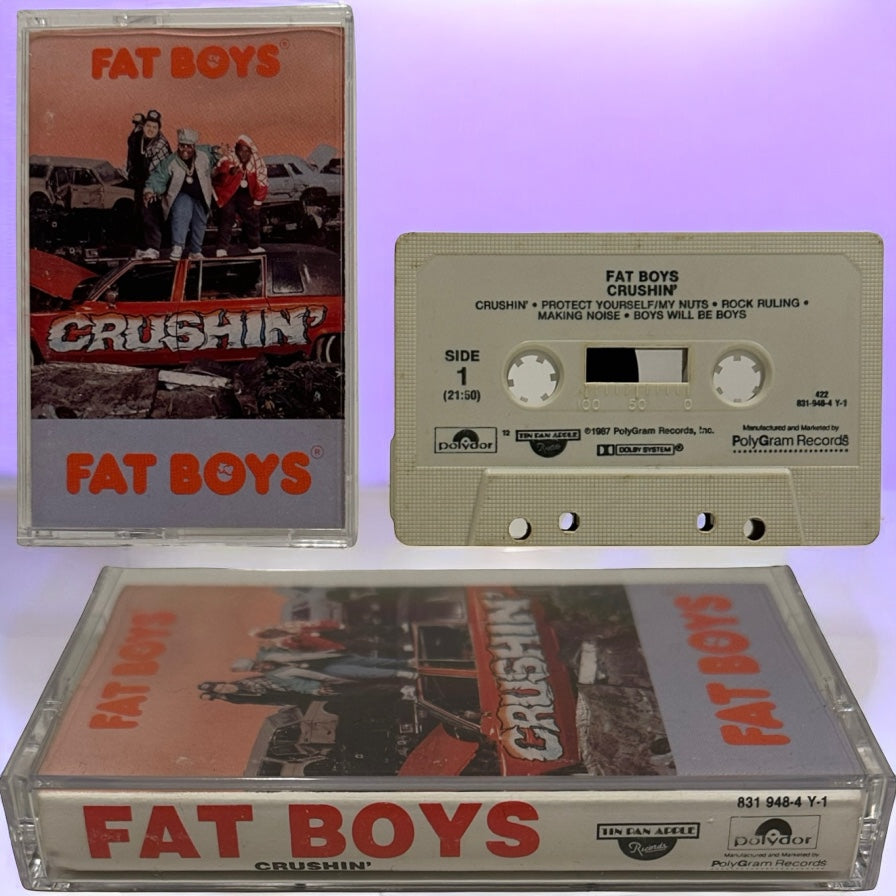 FAT BOYS®
CRUSHIN'
FAT BOYS®
FAT BOYS
CRUSHIN'
CRUSHIN' • PROTECT YOURSELF/MY NUTS • ROCK RULING •
MAKING NOISE • BOYS WILL BE BOYS
SIDE
1
(21:50)
100 50 0
422
831-948-4 Y-1
polydor
12
TIN PAN APPLE
℗1987 PolyGram Records, Inc.
DOLBY SYSTEM®
Manufactured and Marketed by
PolyGram Records
FAT BOYS
CRUSHIN'
FAT BOYS
FAT BOYS
CRUSHIN'
TIN PAN APPLE
Records
831 948-4 Y-1
polydor
Manufactured and Marketed by
PolyGram Records